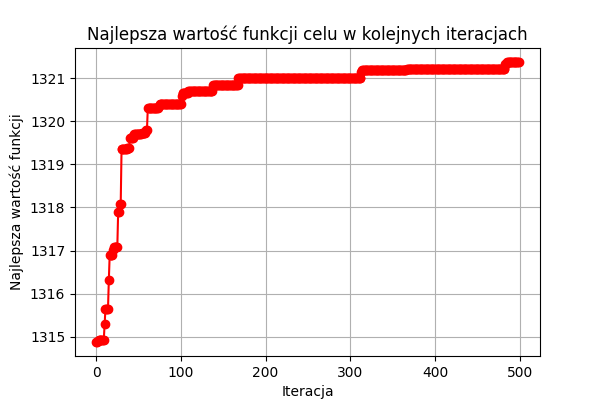 Najlepsza wartość funkcji celu w kolejnych iteracjach
Najlepsza wartość funkcji
1321
1320
1319
1318
1317
1316
1315
0 100 200 300 400 500
Iteracja